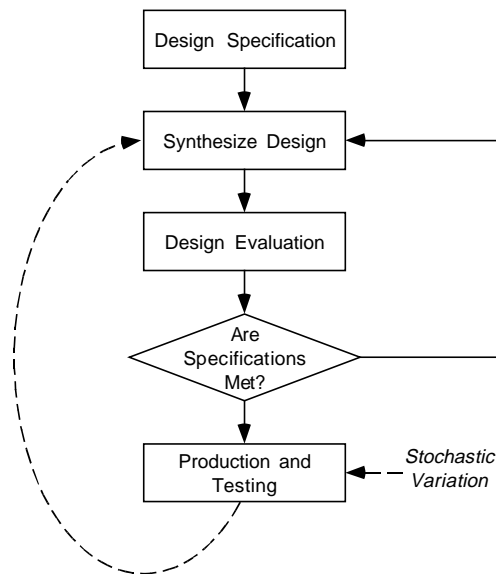 Design Specification
Synthesize Design
Design Evaluation
Are
Specifications
Met?
Production and
Testing
Stochastic
Variation